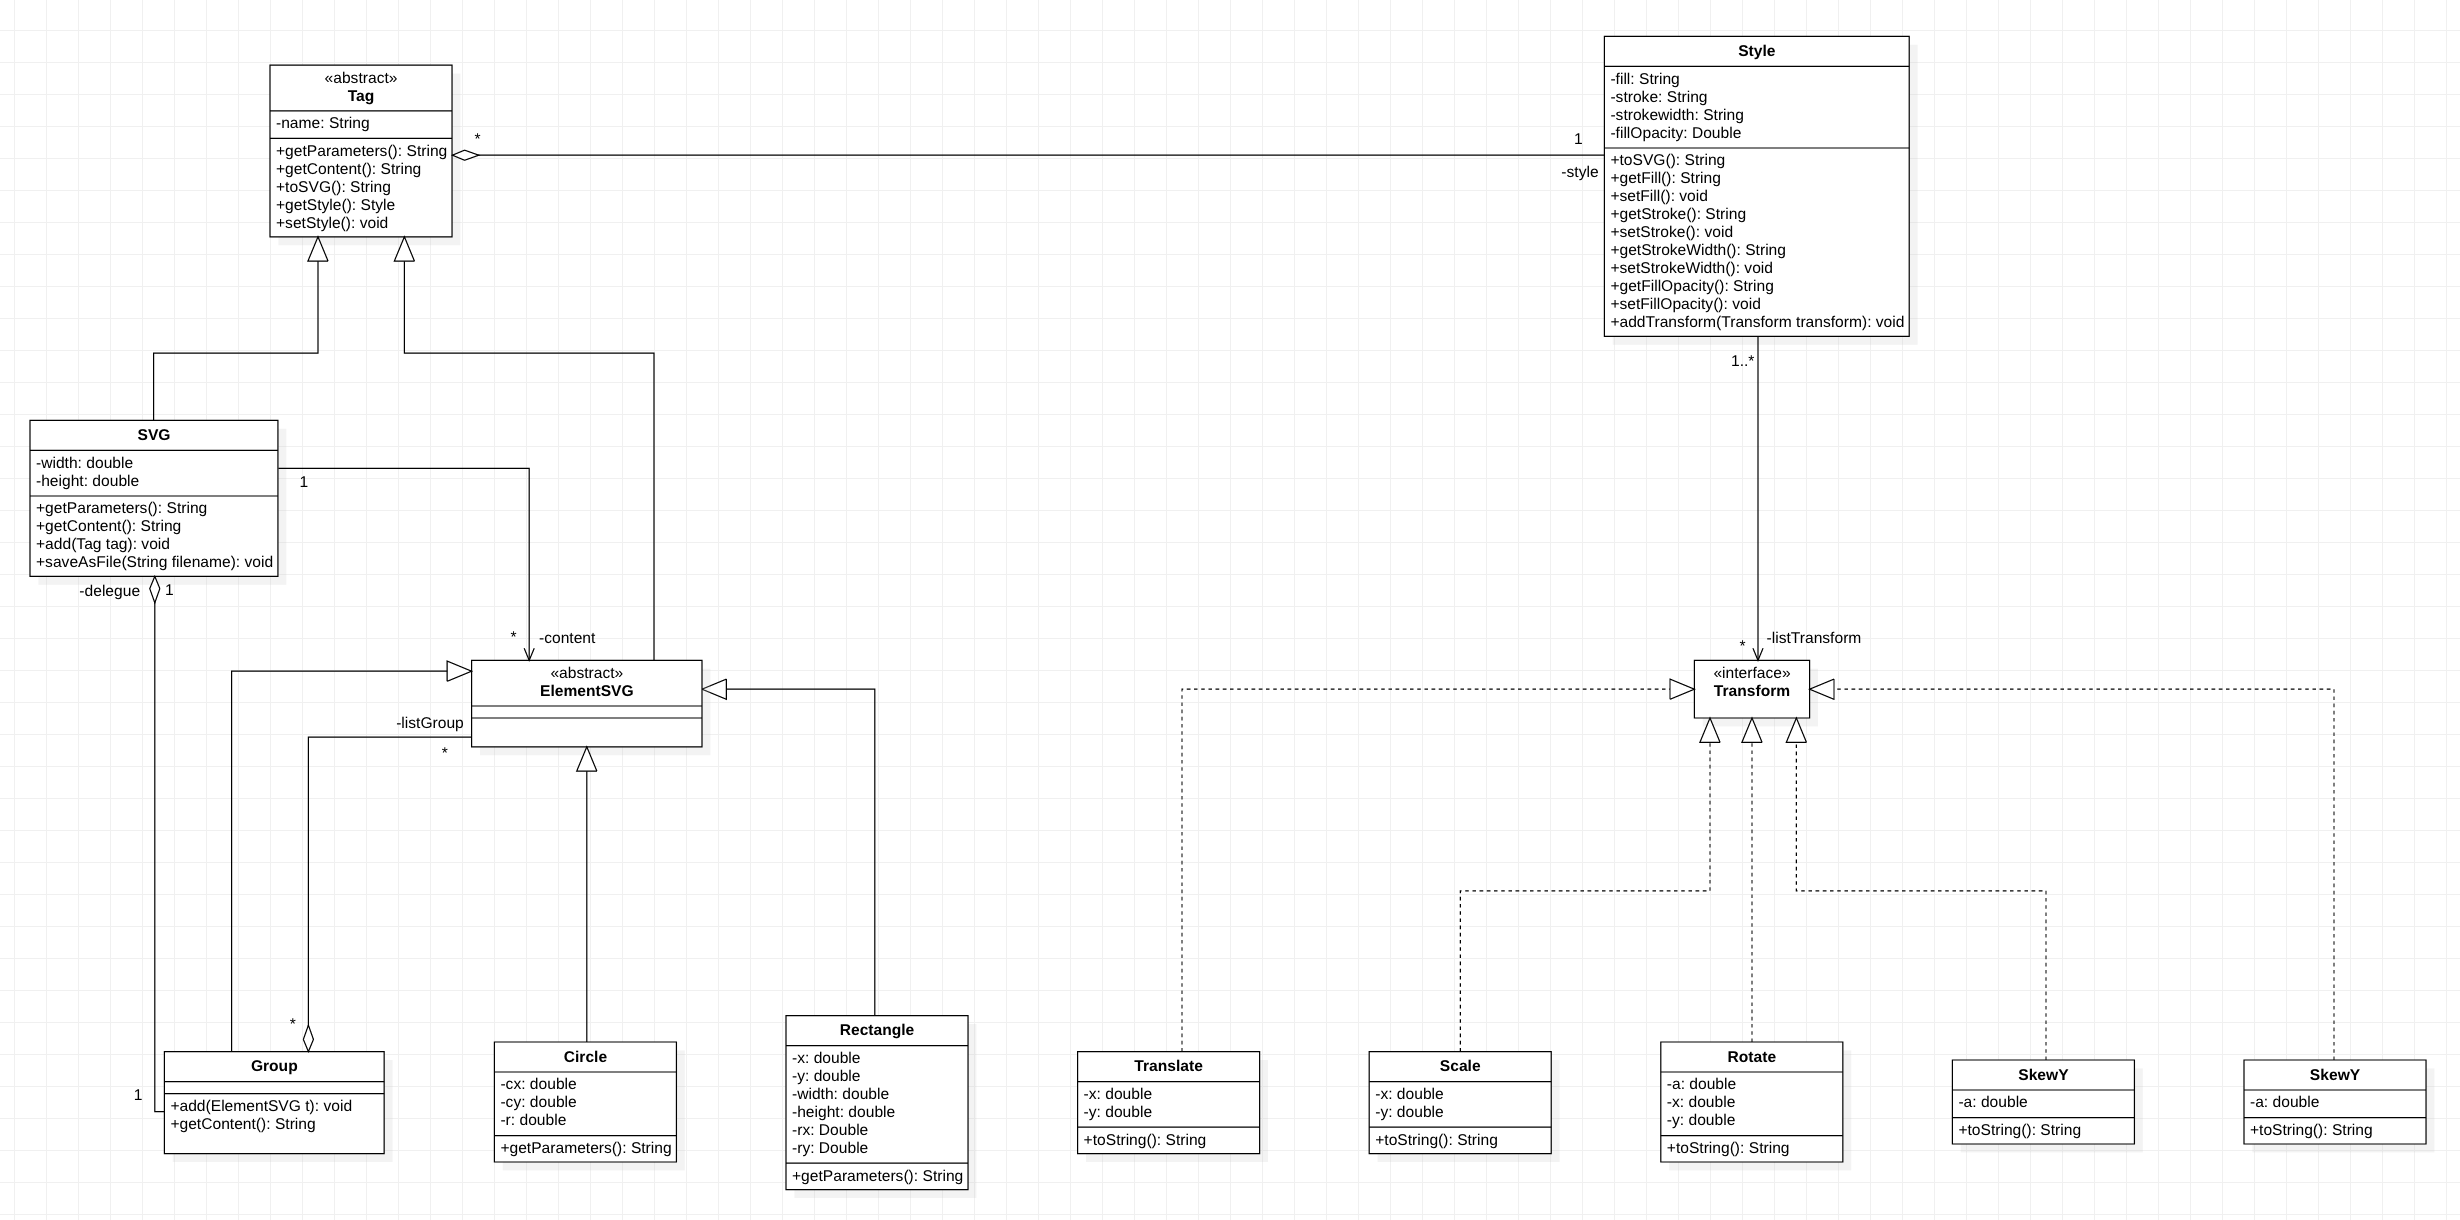 «abstract»
Tag
-name: String
+getParameters(): String
+getContent(): String
+toSVG(): String
+getStyle(): Style
+setStyle(): void
*
1
-style
Style
-fill: String
-stroke: String
-strokewidth: String
-fillOpacity: Double
+toSVG(): String
+getFill(): String
+setFill(): void
+getStroke(): String
+setStroke(): void
+getStrokeWidth(): String
+setStrokeWidth(): void
+getFillOpacity(): String
+setFillOpacity(): void
+addTransform(Transform transform): void
1..*
SVG
-width: double
-height: double
+getParameters(): String
+getContent(): String
+add(Tag tag): void
+saveAsFile(String filename): void
1
-delegue
1
*
-content
*
-listTransform
«abstract»
ElementSVG
-listGroup
*
«interface»
Transform
*
1
Group
+add(ElementSVG t): void
+getContent(): String
Circle
-cx: double
-cy: double
-r: double
+getParameters(): String
Rectangle
-x: double
-y: double
-width: double
-height: double
-rx: Double
-ry: Double
+getParameters(): String
Translate
-x: double
-y: double
+toString(): String
Scale
-x: double
-y: double
+toString(): String
Rotate
-a: double
-x: double
-y: double
+toString(): String
SkewY
-a: double
+toString(): String
SkewY
-a: double
+toString(): String